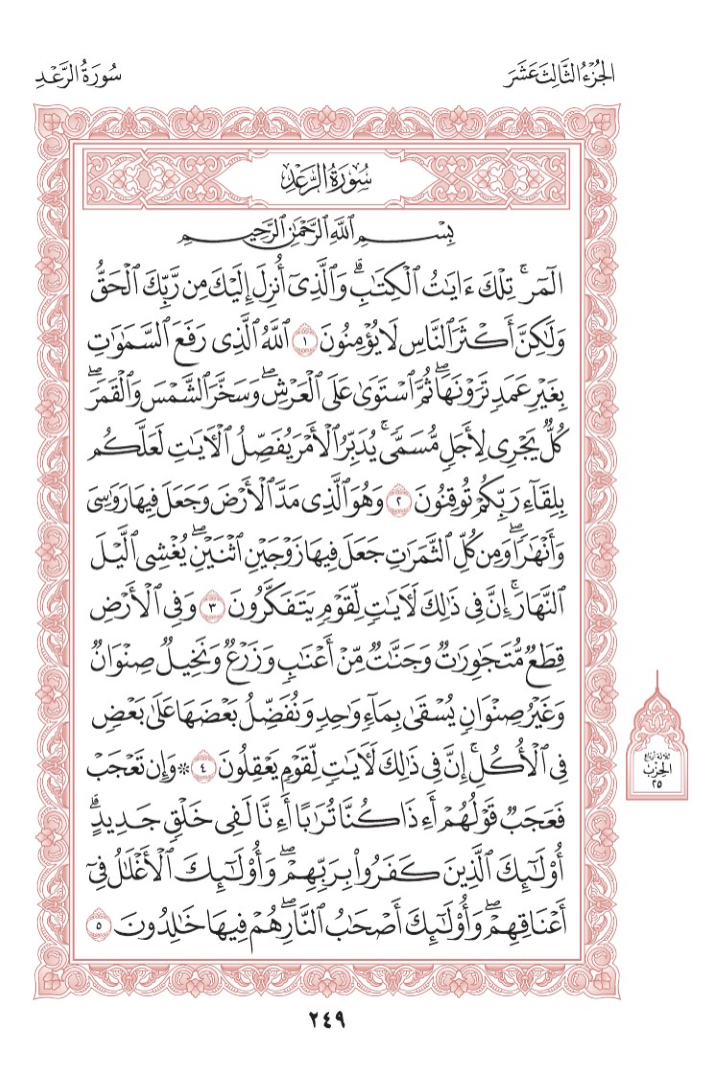 الجُزْءُ الثَّالِثَ عَشَرَ
سُورَةُ الرَّعْدِ
سُورَةُ الرَّعْدِ
بِسْمِ ٱللَّهِ ٱلرَّحْمَٰنِ ٱلرَّحِيمِ
الٓمٓرۚ تِلۡكَ ءَايَٰتُ ٱلۡكِتَٰبِۗ وَٱلَّذِيٓ أُنزِلَ إِلَيۡكَ مِن رَّبِّكَ ٱلۡحَقُّ
وَلَٰكِنَّ أَكۡثَرَ ٱلنَّاسِ لَا يُؤۡمِنُونَ ١ ٱللَّهُ ٱلَّذِي رَفَعَ ٱلسَّمَٰوَٰتِ
بِغَيۡرِ عَمَدٖ تَرَوۡنَهَاۖ ثُمَّ ٱسۡتَوَىٰ عَلَى ٱلۡعَرۡشِۖ وَسَخَّرَ ٱلشَّمۡسَ وَٱلۡقَمَرَۖ
كُلّٞ يَجۡرِي لِأَجَلٖ مُّسَمّٗىۚ يُدَبِّرُ ٱلۡأَمۡرَ يُفَصِّلُ ٱلۡأٓيَٰتِ لَعَلَّكُم
بِلِقَآءِ رَبِّكُمۡ تُوقِنُونَ ٢ وَهُوَ ٱلَّذِي مَدَّ ٱلۡأَرۡضَ وَجَعَلَ فِيهَا رَوَٰسِيَ
وَأَنۡهَٰرٗاۖ وَمِن كُلِّ ٱلثَّمَرَٰتِ جَعَلَ فِيهَا زَوۡجَيۡنِ ٱثۡنَيۡنِۖ يُغۡشِي ٱلَّيۡلَ
ٱلنَّهَارَۚ إِنَّ فِي ذَٰلِكَ لَأٓيَٰتٖ لِّقَوۡمٖ يَتَفَكَّرُونَ ٣ وَفِي ٱلۡأَرۡضِ
قِطَعٞ مُّتَجَٰوِرَٰتٞ وَجَنَّٰتٞ مِّنۡ أَعۡنَٰبٖ وَزَرۡعٞ وَنَخِيلٞ صِنۡوَانٞ
وَغَيۡرُ صِنۡوَانٖ يُسۡقَىٰ بِمَآءٖ وَٰحِدٖ وَنُفَضِّلُ بَعۡضَهَا عَلَىٰ بَعۡضٖ
فِي ٱلۡأُكُلِۚ إِنَّ فِي ذَٰلِكَ لَأٓيَٰتٖ لِّقَوۡمٖ يَعۡقِلُونَ ٤ ۞وَإِن تَعۡجَبۡ
فَعَجَبٞ قَوۡلُهُمۡ أَءِذَا كُنَّا تُرَٰبًا أَءِنَّا لَفِي خَلۡقٖ جَدِيدٍۗ
أُوْلَٰٓئِكَ ٱلَّذِينَ كَفَرُواْ بِرَبِّهِمۡۖ وَأُوْلَٰٓئِكَ ٱلۡأَغۡلَٰلُ فِيٓ
أَعۡنَاقِهِمۡۖ وَأُوْلَٰٓئِكَ أَصۡحَٰبُ ٱلنَّارِۖ هُمۡ فِيهَا خَٰلِدُونَ ٥
ثلاثة أرباع
الحزب
٢٥
٢٤٩